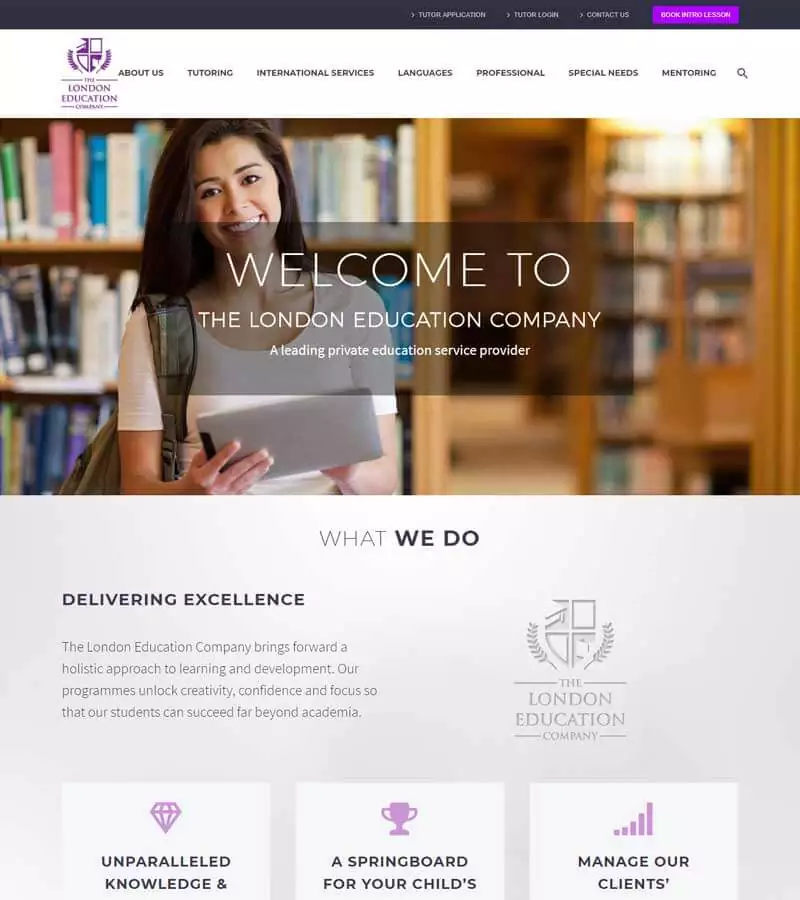 TUTOR APPLICATION
TUTOR LOGIN
CONTACT US
BOOK INTRO LESSON
THE
LONDON
EDUCATION
COMPANY
ABOUT US
TUTORING
INTERNATIONAL SERVICES
LANGUAGES
PROFESSIONAL
SPECIAL NEEDS
MENTORING
WELCOME TO
THE LONDON EDUCATION COMPANY
A leading private education service provider
WHAT WE DO
DELIVERING EXCELLENCE
The London Education Company brings forward a
holistic approach to learning and development. Our
programmes unlock creativity, confidence and focus so
that our students can succeed far beyond academia.
THE
LONDON
EDUCATION
COMPANY
UNPARALLELED
KNOWLEDGE &
A SPRINGBOARD
FOR YOUR CHILD'S
MANAGE OUR
CLIENTS'